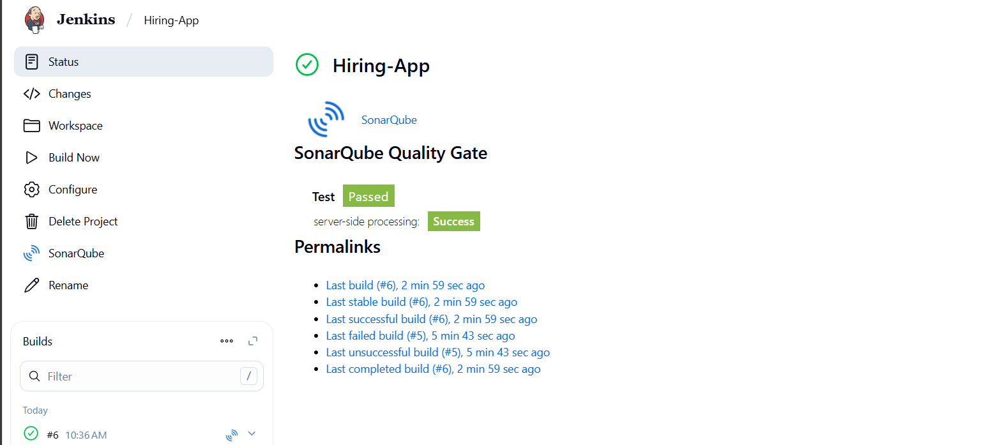 Jenkins / Hiring-App
Status
Changes
Workspace
Build Now
Configure
Delete Project
SonarQube
Rename
Builds
Filter /
Today
#6 10:36 AM
Hiring-App
SonarQube
SonarQube Quality Gate
Test Passed
server-side processing: Success
Permalinks
Last build (#6), 2 min 59 sec ago
Last stable build (#6), 2 min 59 sec ago
Last successful build (#6), 2 min 59 sec ago
Last failed build (#5), 5 min 43 sec ago
Last unsuccessful build (#5), 5 min 43 sec ago
Last completed build (#6), 2 min 59 sec ago